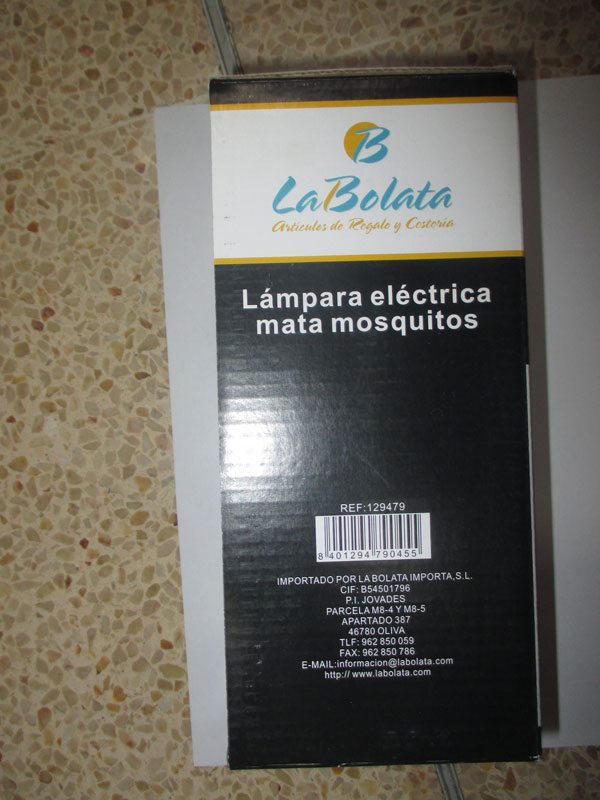 B
LaBolata
Artículos de Regalo y Cestería
Lámpara eléctrica
mata mosquitos
REF:129479
8 401294 790455
IMPORTADO POR LA BOLATA IMPORTA,S.L.
CIF: B54501796
P.I. JOVADES
PARCELA M8-4 Y M8-5
APARTADO 387
46780 OLIVA
TLF: 962 850 059
FAX: 962 850 786
E-MAIL:informacion@labolata.com
http:// www.labolata.com